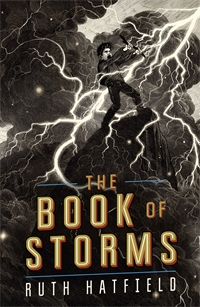 THE
BOOK OF
STORMS
RUTH HATFIELD